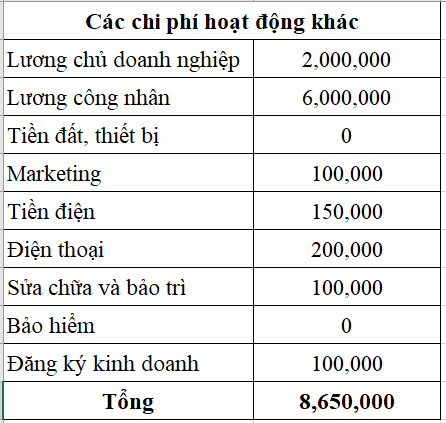 Các chi phí hoạt động khác
Lương chủ doanh nghiệp 2,000,000
Lương công nhân 6,000,000
Tiền đất, thiết bị 0
Marketing 100,000
Tiền điện 150,000
Điện thoại 200,000
Sửa chữa và bảo trì 100,000
Bảo hiểm 0
Đăng ký kinh doanh 100,000
Tổng 8,650,000